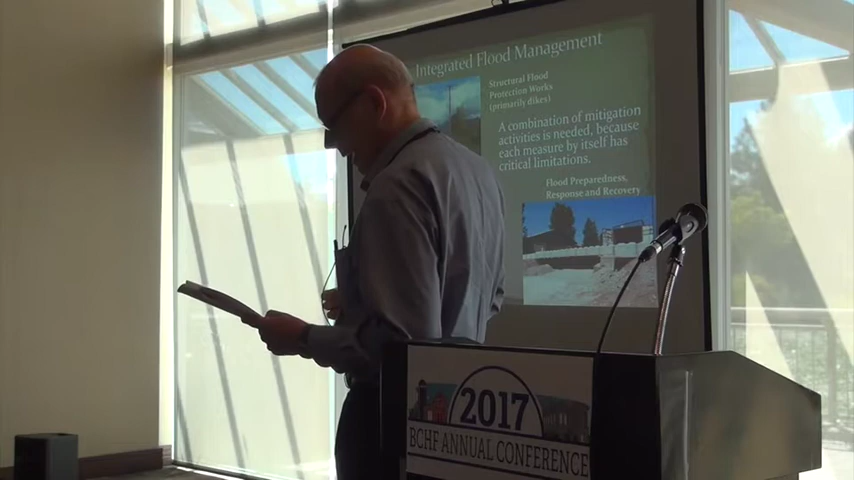 Integrated Flood Management
Structural Flood
Protection Works
(primarily dikes)
A combination of mitigation
activities is needed, because
each measure by itself has
critical limitations.
Flood Preparedness,
Response and Recovery
2017
BCHF ANNUAL CONFERENCE